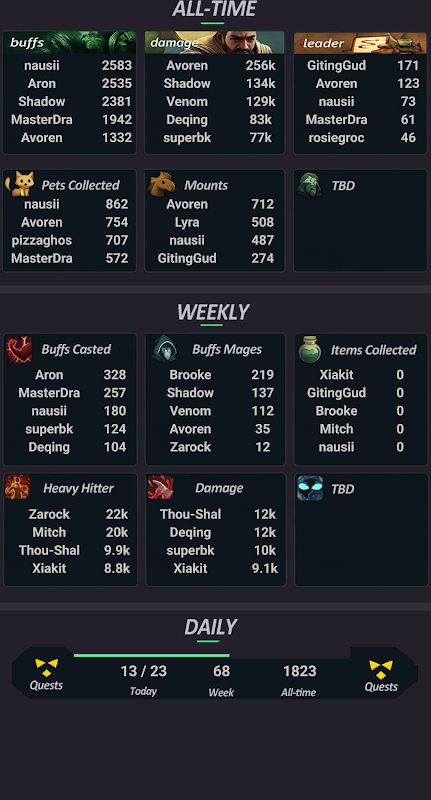 ALL-TIME
buffs
nausii 2583
Aron 2535
Shadow 2381
MasterDra 1942
Avoren 1332
damage
Avoren 256k
Shadow 134k
Venom 129k
Deqing 83k
superbk 77k
leader
GitingGud 171
Avoren 123
nausii 73
MasterDra 61
rosiegroc 46
Pets Collected
nausii 862
Avoren 754
pizzaghos 707
MasterDra 572
Mounts
Avoren 712
Lyra 508
nausii 487
GitingGud 274
TBD
WEEKLY
Buffs Casted
Aron 328
MasterDra 257
nausii 180
superbk 124
Deqing 104
Buffs Mages
Brooke 219
Shadow 137
Venom 112
Avoren 35
Zarock 12
Items Collected
Xiakit 0
GitingGud 0
Brooke 0
Mitch 0
nausii 0
Heavy Hitter
Zarock 22k
Mitch 20k
Thou-Shal 9.9k
Xiakit 8.8k
Damage
Thou-Shal 12k
Deqing 12k
superbk 10k
Xiakit 9.1k
TBD
DAILY
Quests
13 / 23
Today
68
Week
1823
All-time
Quests